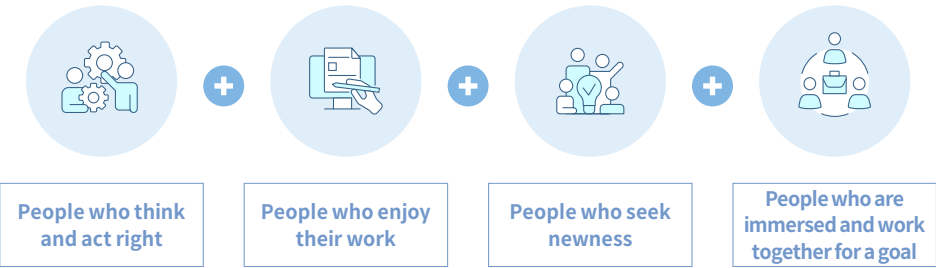 People who think
and act right
People who enjoy
their work
People who seek
newness
People who are
immersed and work
together for a goal